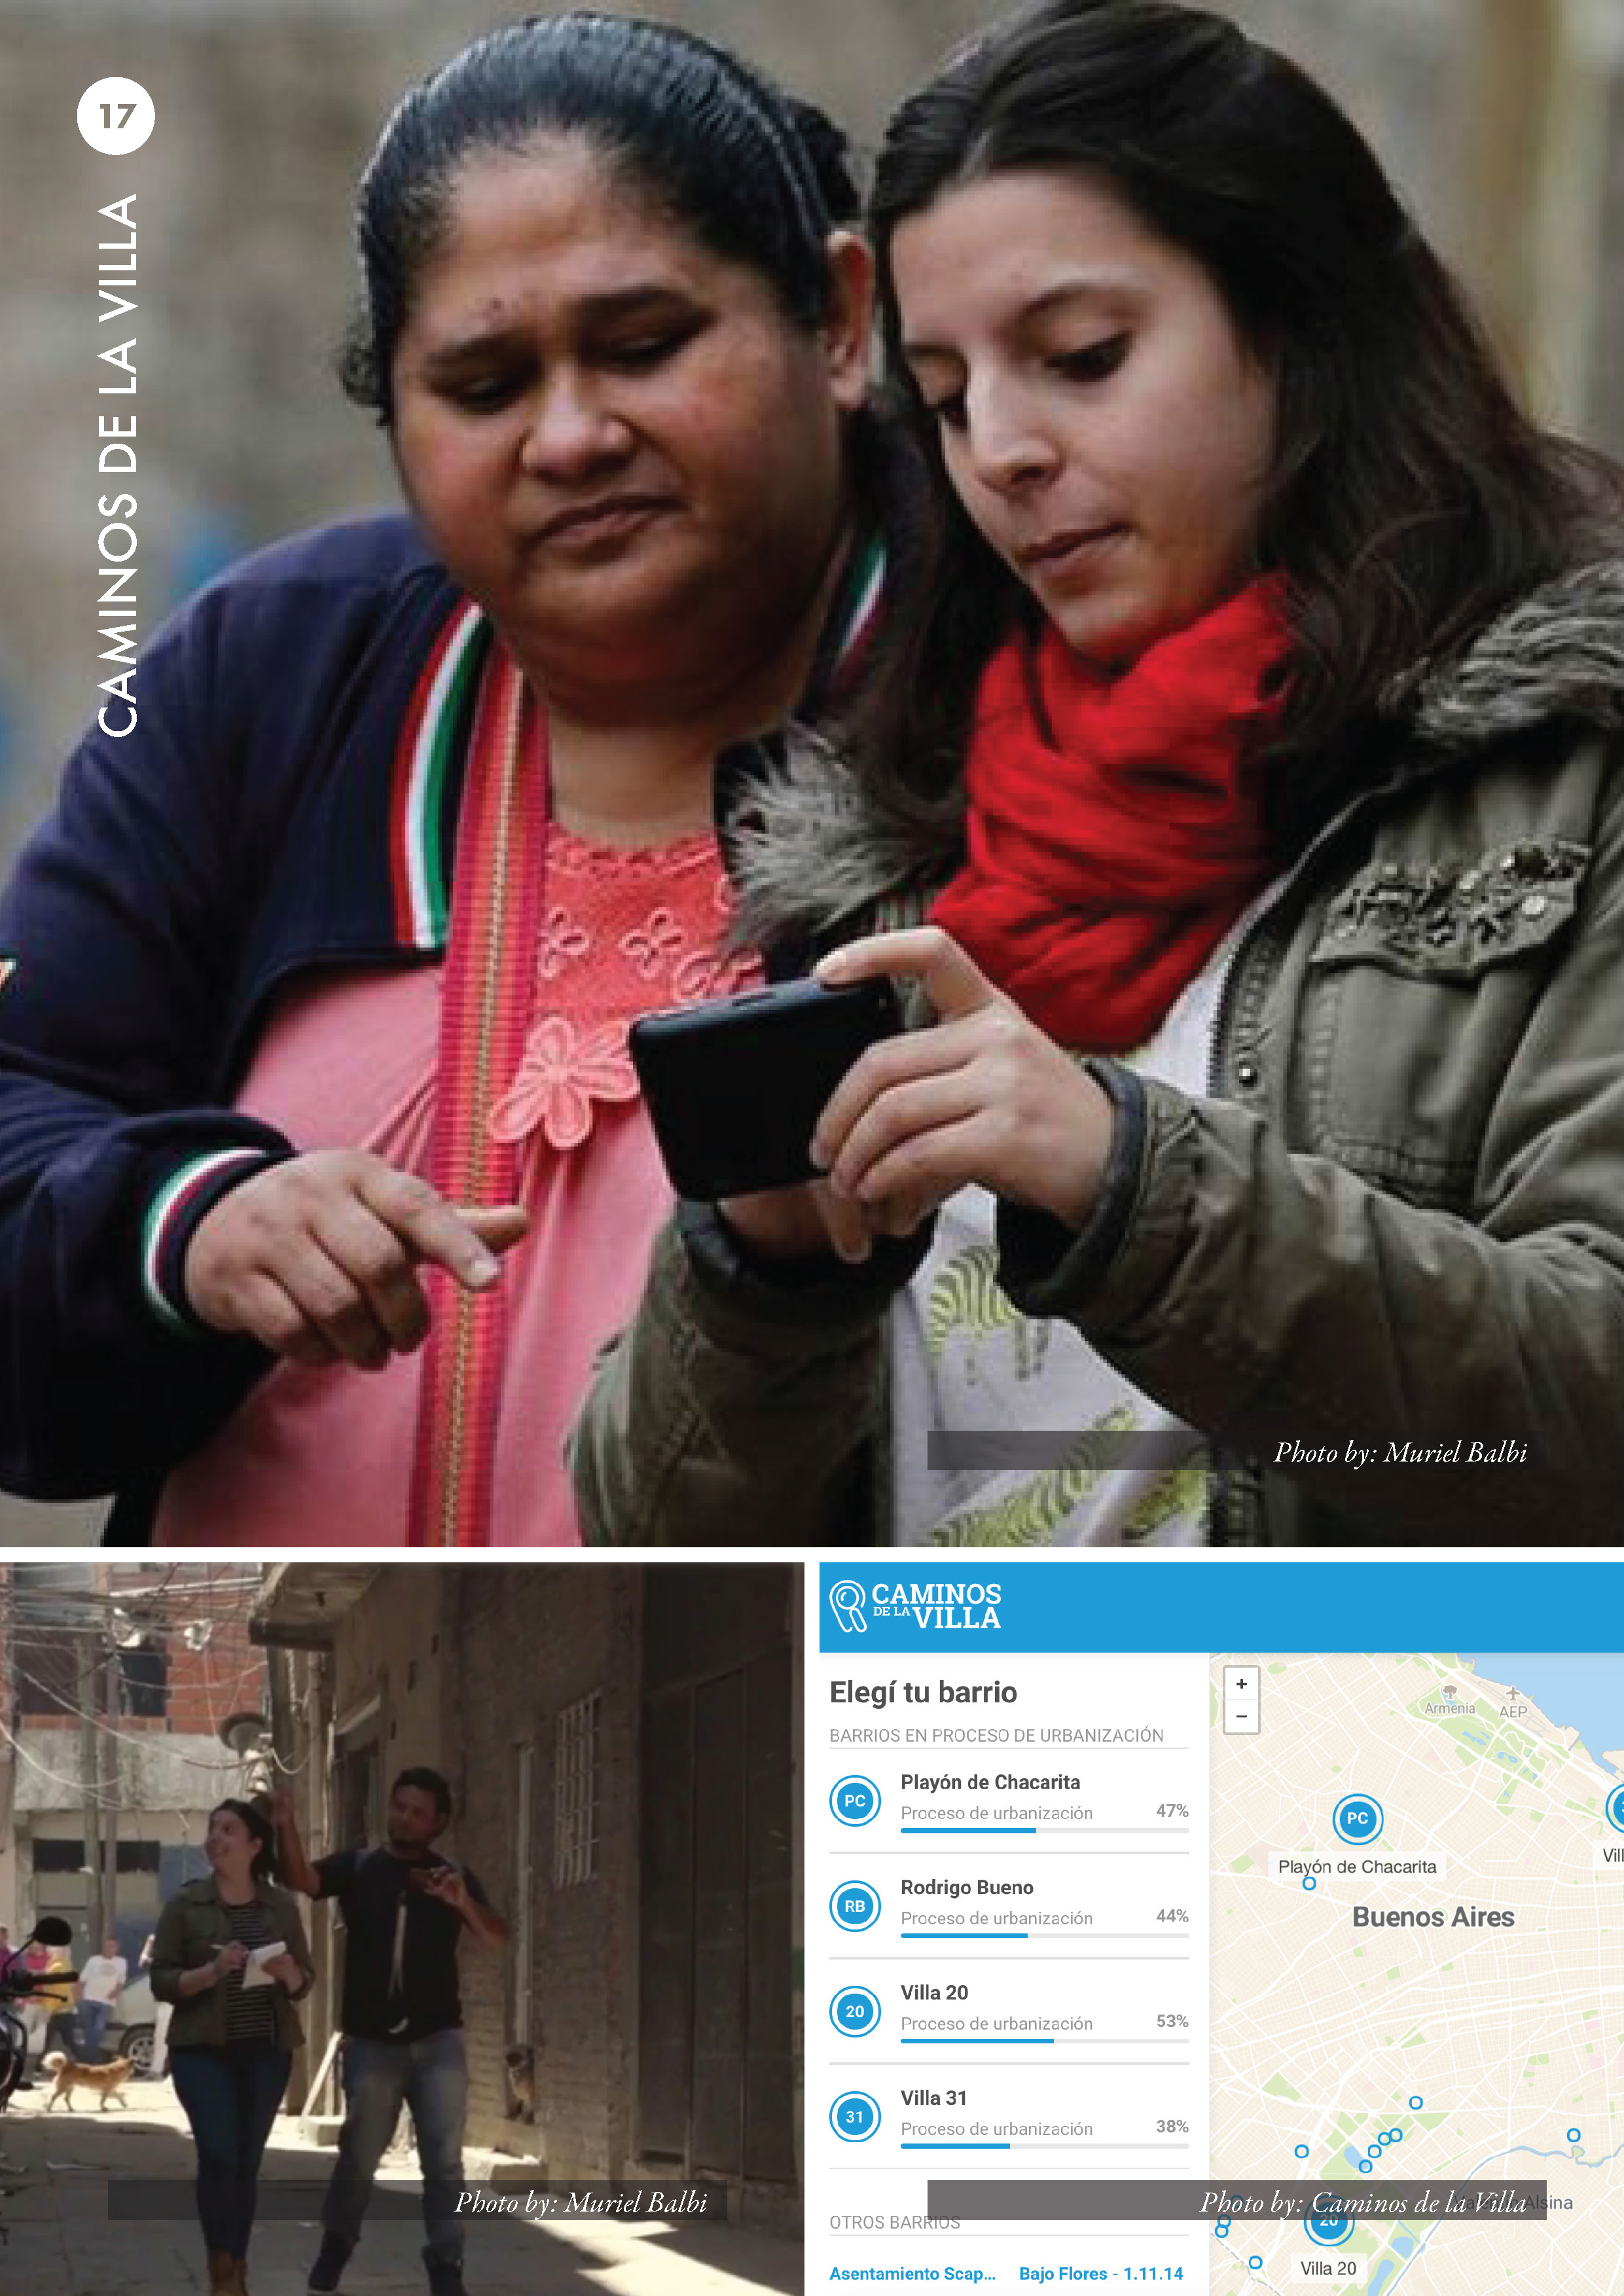 17
CAMINOS DE LA VILLA
Photo by: Muriel Balbi
Photo by: Muriel Balbi
CAMINOS
DE LA VILLA
Elegí tu barrio
BARRIOS EN PROCESO DE URBANIZACIÓN
PC
Playón de Chacarita
Proceso de urbanización
47%
RB
Rodrigo Bueno
Proceso de urbanización
44%
20
Villa 20
Proceso de urbanización
53%
31
Villa 31
Proceso de urbanización
38%
OTROS BARRIOS
Asentamiento Scap...
Bajo Flores - 1.11.14
+
−
Armenia
AEP
PC
Playón de Chacarita
Buenos Aires
Photo by: Caminos de la Villa
20
Villa 20